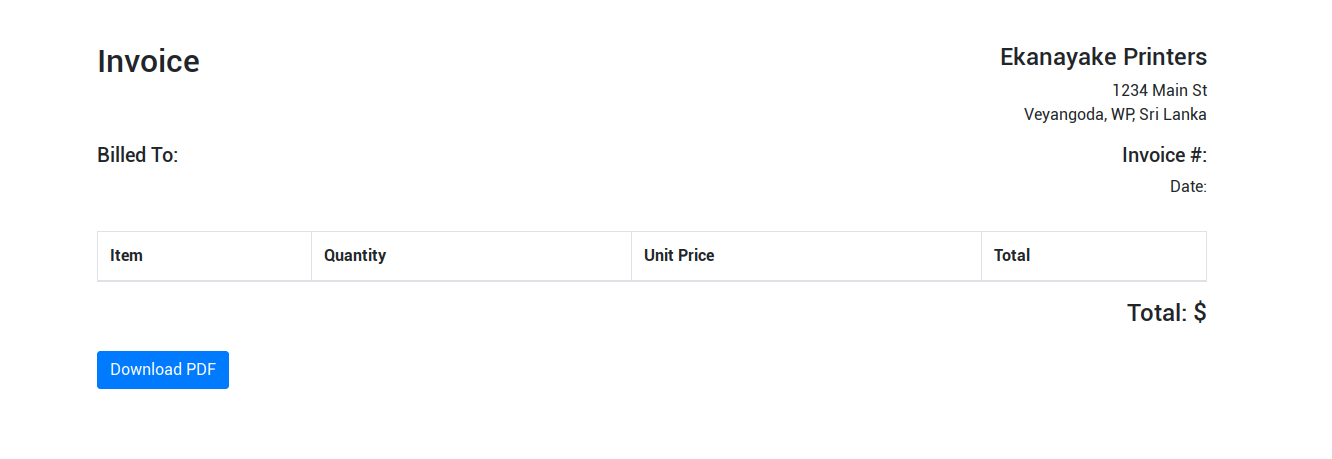 Invoice
Ekanayake Printers
1234 Main St
Veyangoda, WP, Sri Lanka
Billed To:
Invoice #:
Date:
Item Quantity Unit Price Total
Total: $
Download PDF